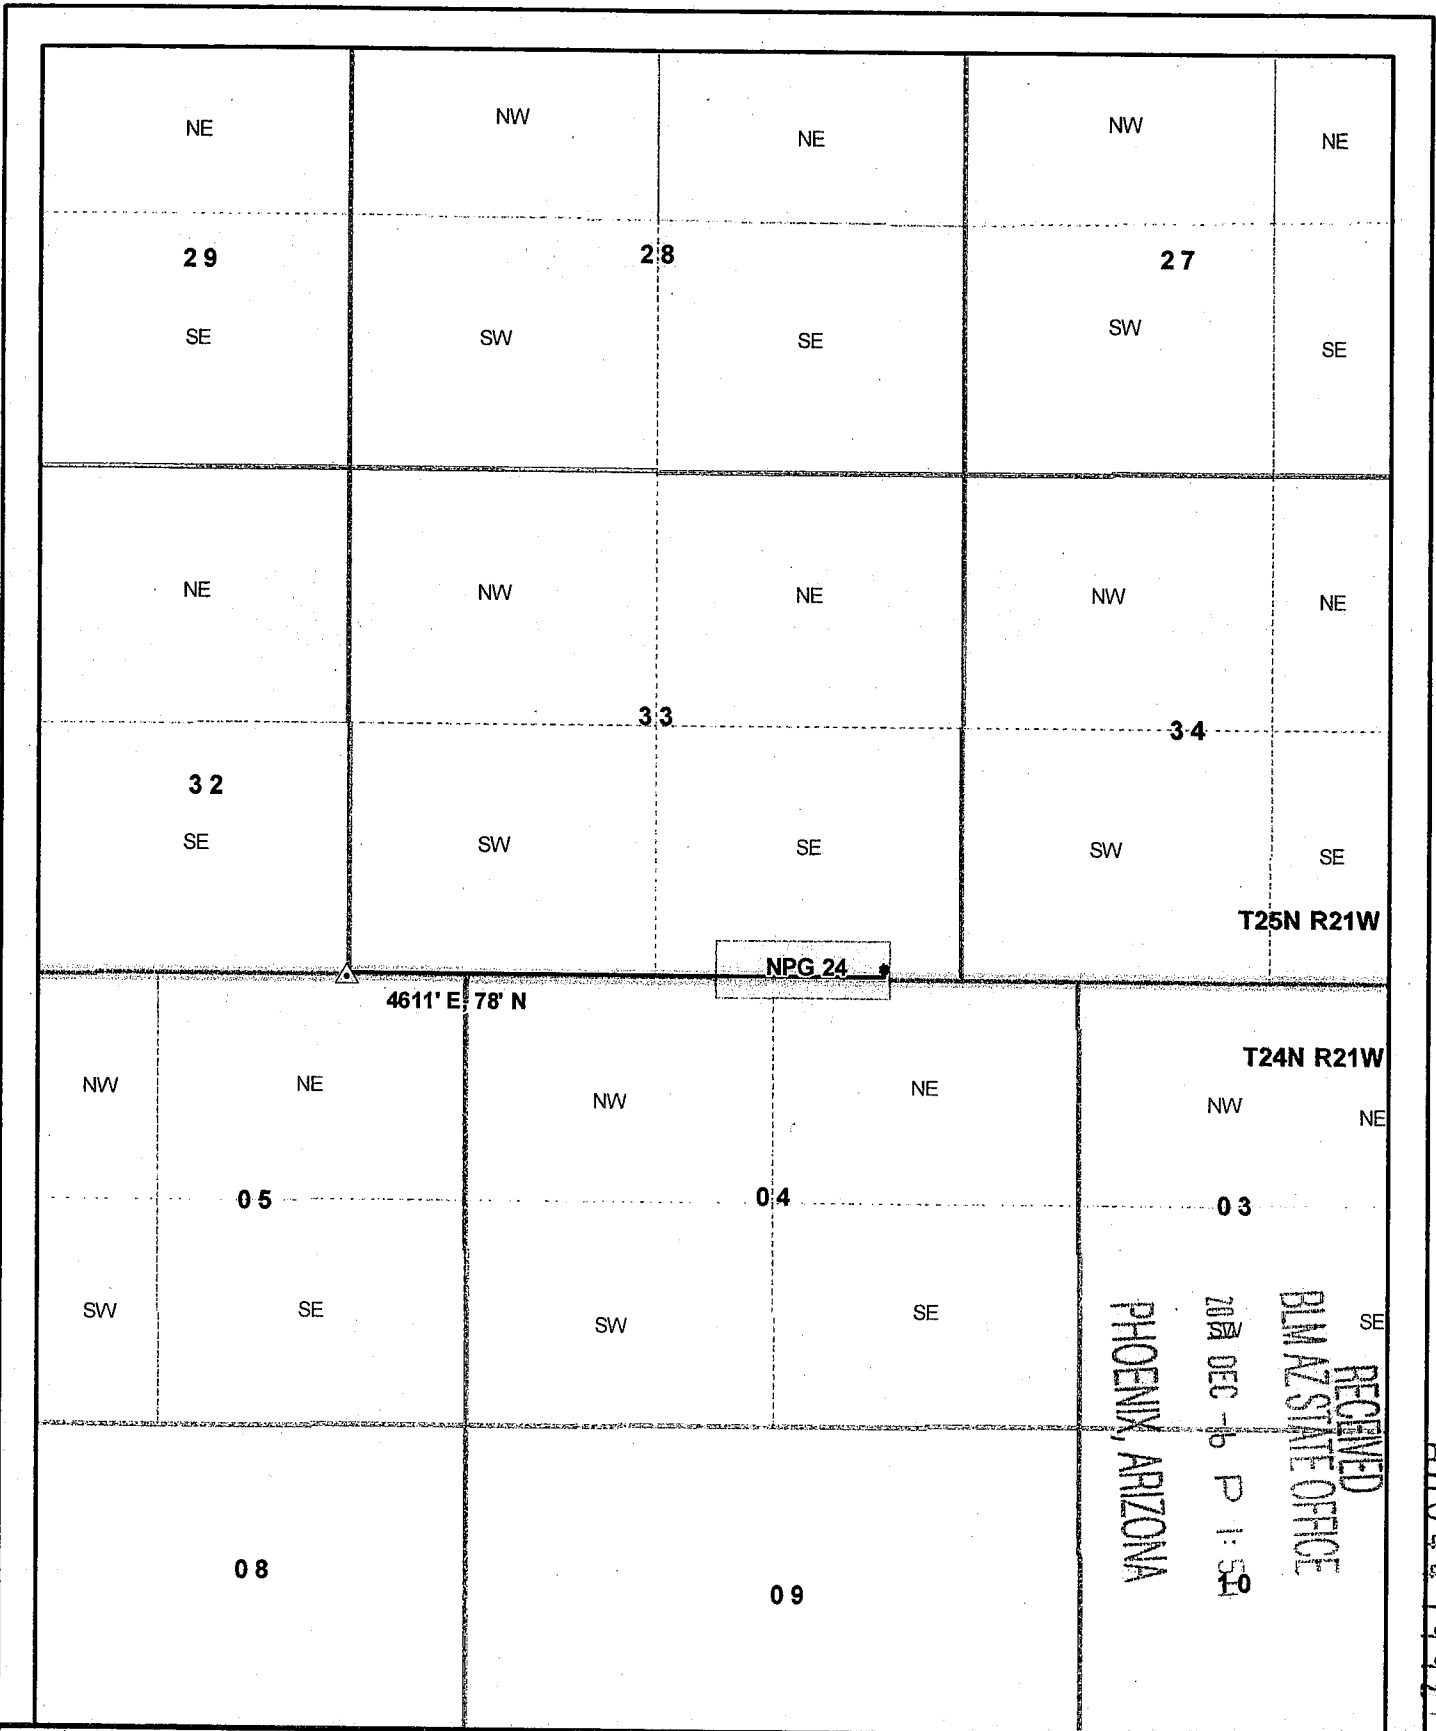 NE NW NE NW NE
29 28 27
SE SW SE SW SE
NE NW NE NW NE
33 34
32
SE SW SE SW SE
T25N R21W
NPG 24
4611' E 78' N
T24N R21W
NW NE NW NE NW NE
05 04 03
SW SE SW SE SW SE
RECEIVED
BLM AZ STATE OFFICE
DEC -6 P 1:51
PHOENIX, ARIZONA
08 09 10